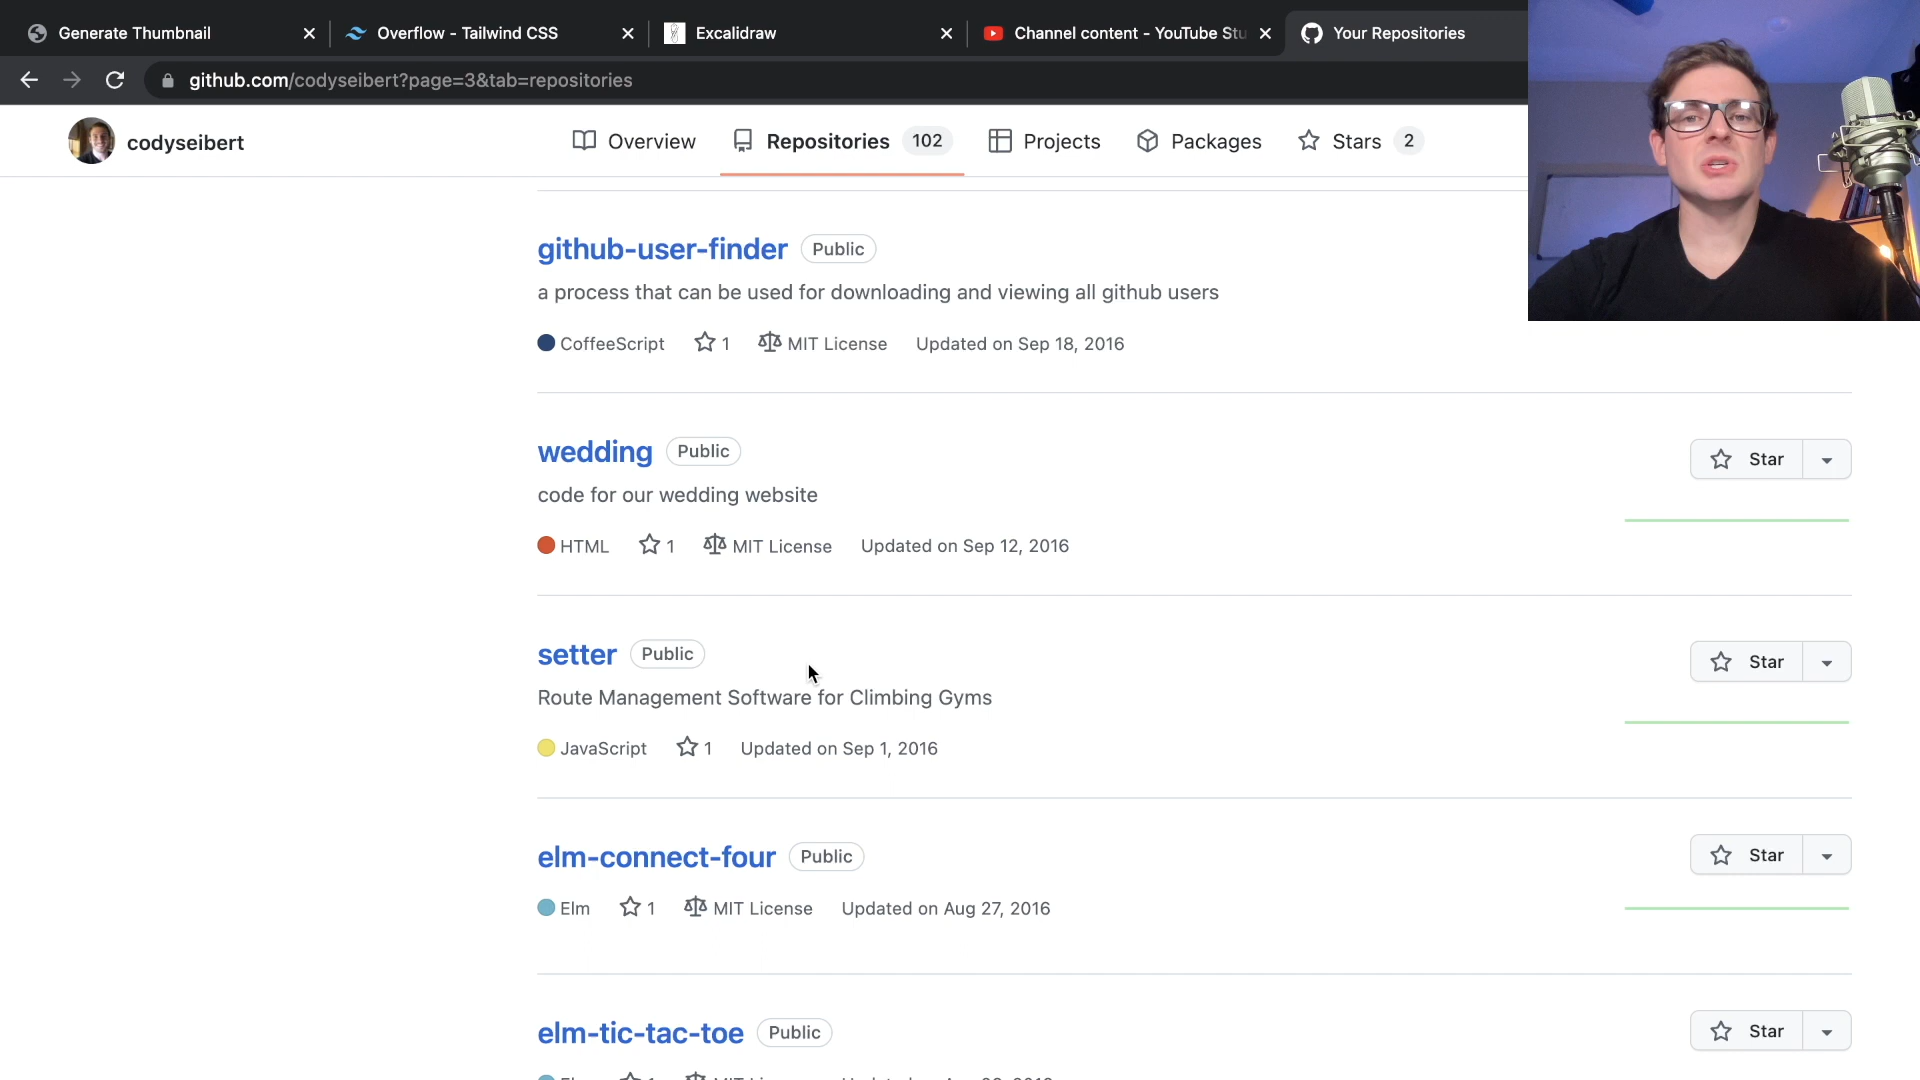 Generate Thumbnail
Overflow - Tailwind CSS
Excalidraw
Channel content - YouTube Stu
Your Repositories
github.com/codyseibert?page=3&tab=repositories
codyseibert
Overview
Repositories 102
Projects
Packages
Stars 2
github-user-finder Public
a process that can be used for downloading and viewing all github users
CoffeeScript 1 MIT License Updated on Sep 18, 2016
wedding Public
Star
code for our wedding website
HTML 1 MIT License Updated on Sep 12, 2016
setter Public
Star
Route Management Software for Climbing Gyms
JavaScript 1 Updated on Sep 1, 2016
elm-connect-four Public
Star
Elm 1 MIT License Updated on Aug 27, 2016
elm-tic-tac-toe Public
Star